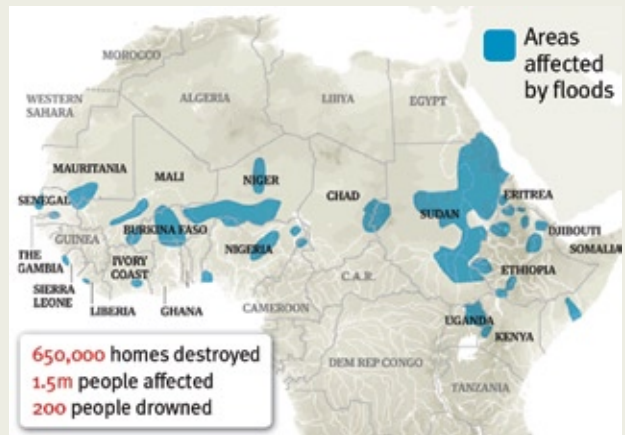 Areas
affected
by floods
MOROCCO
WESTERN
SAHARA
ALGERIA
LIBYA
EGYPT
MAURITANIA
MALI
NIGER
CHAD
SUDAN
ERITREA
SENEGAL
BURKINA FASO
NIGERIA
DJIBOUTI
SOMALIA
THE
GAMBIA
GUINEA
IVORY
COAST
SIERRA
LEONE
LIBERIA
GHANA
CAMEROON
C.A.R.
ETHIOPIA
UGANDA
KENYA
DEM REP CONGO
TANZANIA
650,000 homes destroyed
1.5m people affected
200 people drowned